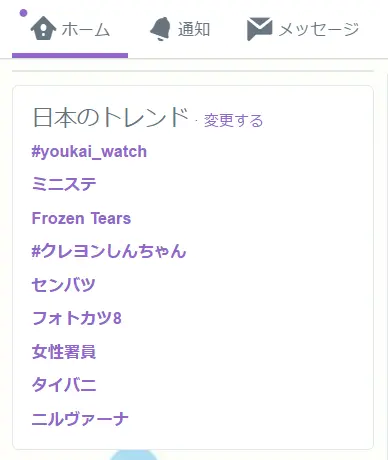 ホーム 通知 メッセージ
日本のトレンド · 変更する
#youkai_watch
ミニステ
Frozen Tears
#クレヨンしんちゃん
センバツ
フォトカツ8
女性署員
タイバニ
ニルヴァーナ